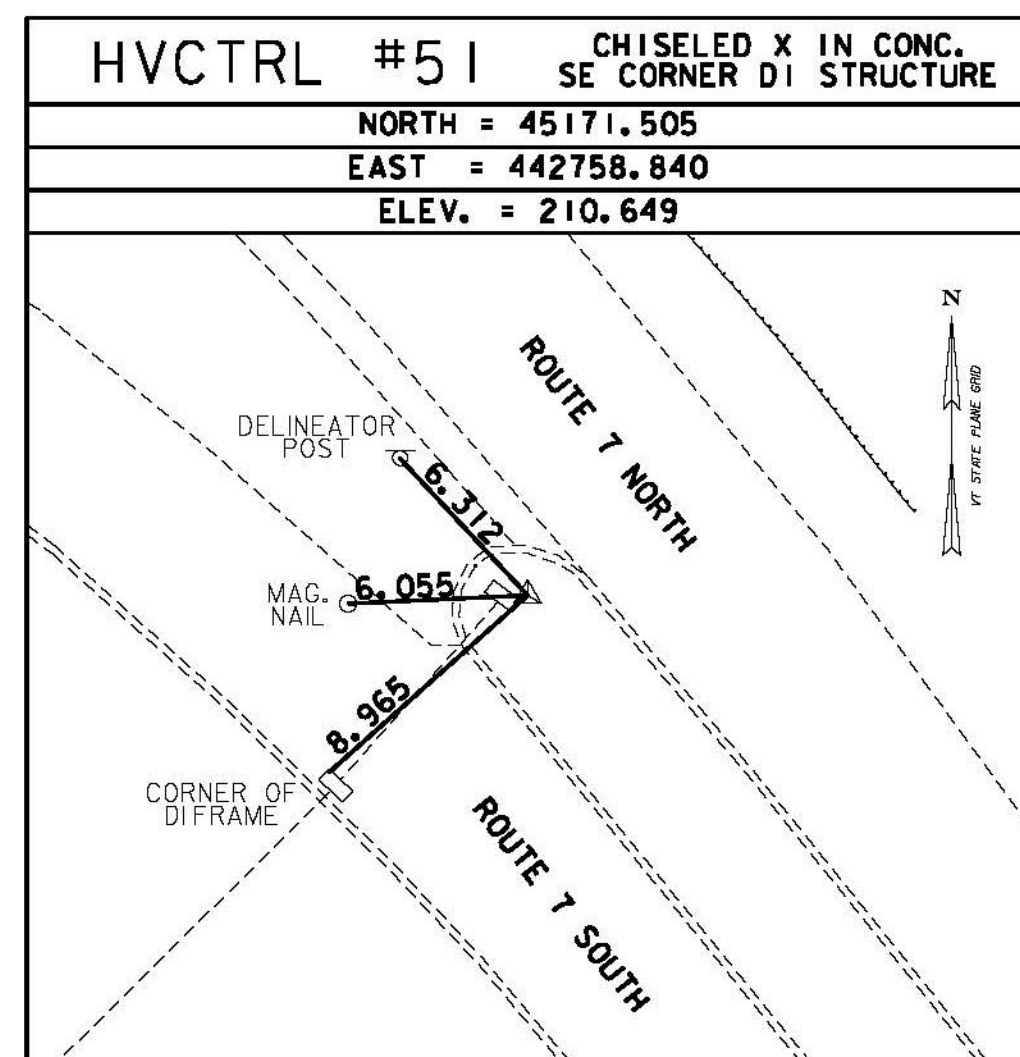 HVCTRL #51
CHISELED X IN CONC.
SE CORNER DI STRUCTURE
NORTH = 45171.505
EAST = 442758.840
ELEV. = 210.649
N
VT STATE PLANE GRID
ROUTE 7 NORTH
DELINEATOR
POST
6.312
MAG.
NAIL
6.055
8.965
CORNER OF
DIFRAME
ROUTE 7 SOUTH